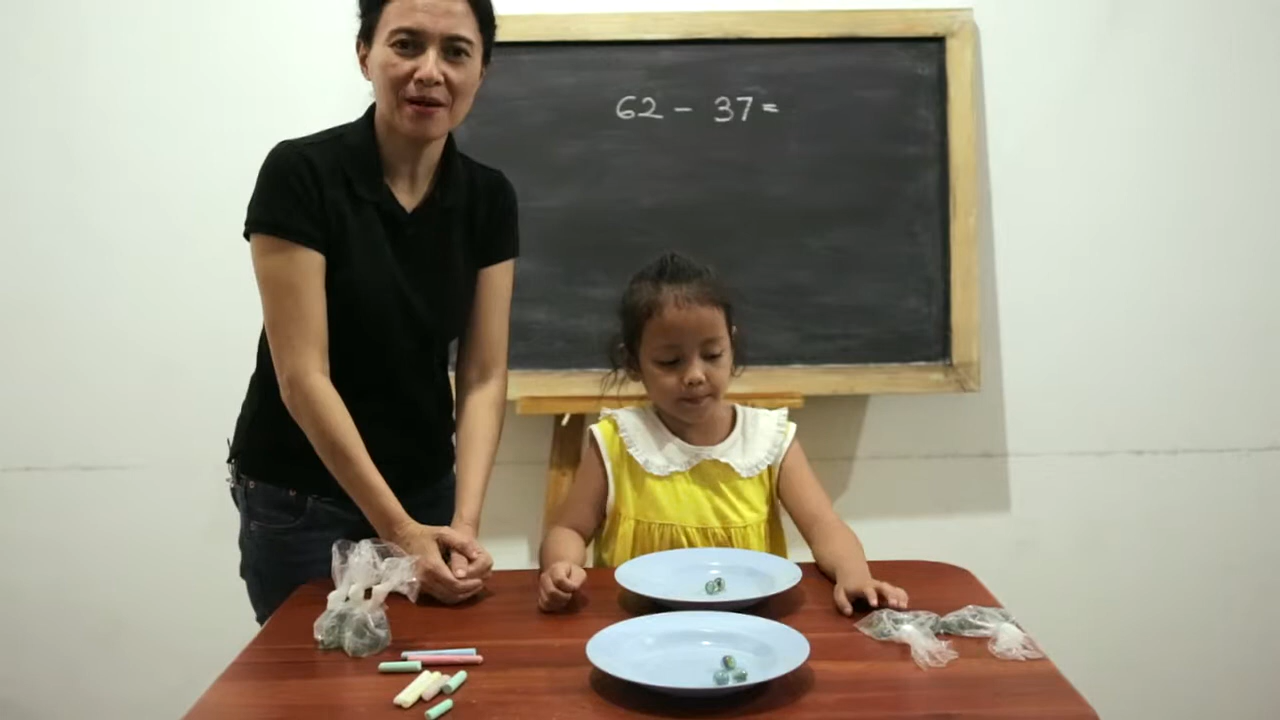 62 - 37 =